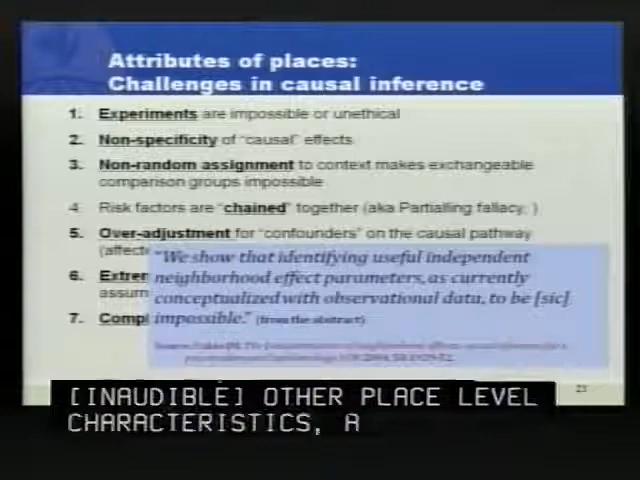 Attributes of places:
Challenges in causal inference
1. Experiments are impossible or unethical
2. Non-specificity of "causal" effects
3. Non-random assignment to context makes exchangeable
comparison groups impossible
4 Risk factors are "chained" together (aka Partialling fallacy, )
5. Over-adjustment for "confounders" on the causal pathway
(affecte
"We show that identifying useful independent
6. Extren
neighborhood effect parameters, as currently
assum
conceptualized with observational data, to be [sic]
7. Compl
impossible." (from the abstract)
[INAUDIBLE] OTHER PLACE LEVEL
CHARACTERISTICS, A